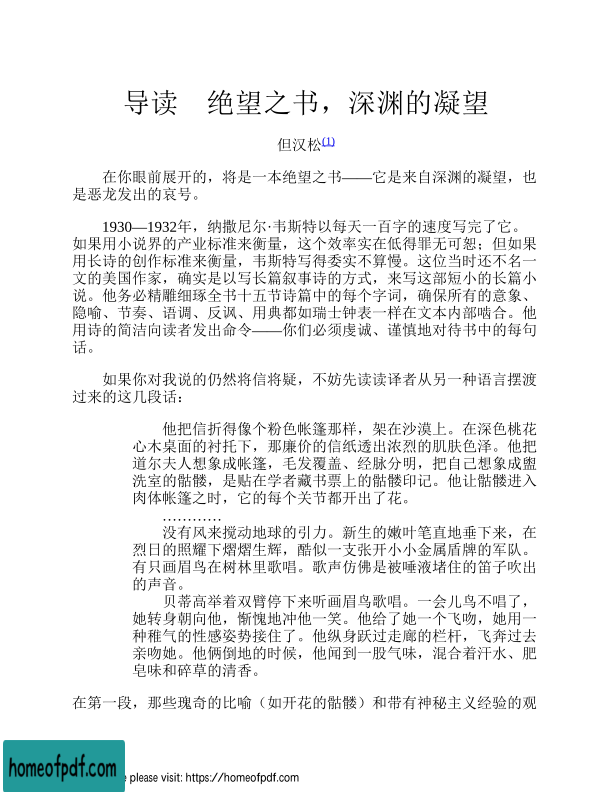 导读　绝望之书，深渊的凝望
但汉松(1)
在你眼前展开的，将是一本绝望之书——它是来自深渊的凝望，也
是恶龙发出的哀号。
1930—1932年，纳撒尼尔·韦斯特以每天一百字的速度写完了它。
如果用小说界的产业标准来衡量，这个效率实在低得罪无可恕；但如果
用长诗的创作标准来衡量，韦斯特写得委实不算慢。这位当时还不名一
文的美国作家，确实是以写长篇叙事诗的方式，来写这部短小的长篇小
说。他务必精雕细琢全书十五节诗篇中的每个字词，确保所有的意象、
隐喻、节奏、语调、反讽、用典都如瑞士钟表一样在文本内部啮合。他
用诗的简洁向读者发出命令——你们必须虔诚、谨慎地对待书中的每句
话。
如果你对我说的仍然将信将疑，不妨先读读译者从另一种语言摆渡
过来的这几段话：
他把信折得像个粉色帐篷那样，架在沙漠上。在深色桃花
心木桌面的衬托下，那廉价的信纸透出浓烈的肌肤色泽。他把
道尔夫人想象成帐篷，毛发覆盖、经脉分明，把自己想象成盥
洗室的骷髅，是贴在学者藏书票上的骷髅印记。他让骷髅进入
肉体帐篷之时，它的每个关节都开出了花。
…………
没有风来搅动地球的引力。新生的嫩叶笔直地垂下来，在
烈日的照耀下熠熠生辉，酷似一支张开小小金属盾牌的军队。
有只画眉鸟在树林里歌唱。歌声仿佛是被唾液堵住的笛子吹出
的声音。
贝蒂高举着双臂停下来听画眉鸟歌唱。一会儿鸟不唱了，
她转身朝向他，惭愧地冲他一笑。他给了她一个飞吻，她用一
种稚气的性感姿势接住了。他纵身跃过走廊的栏杆，飞奔过去
亲吻她。他俩倒地的时候，他闻到一股气味，混合着汗水、肥
皂味和碎草的清香。
在第一段，那些瑰奇的比喻（如开花的骷髅）和带有神秘主义经验的观
homeofpdf.com
e please visit: https://homeofpdf.com